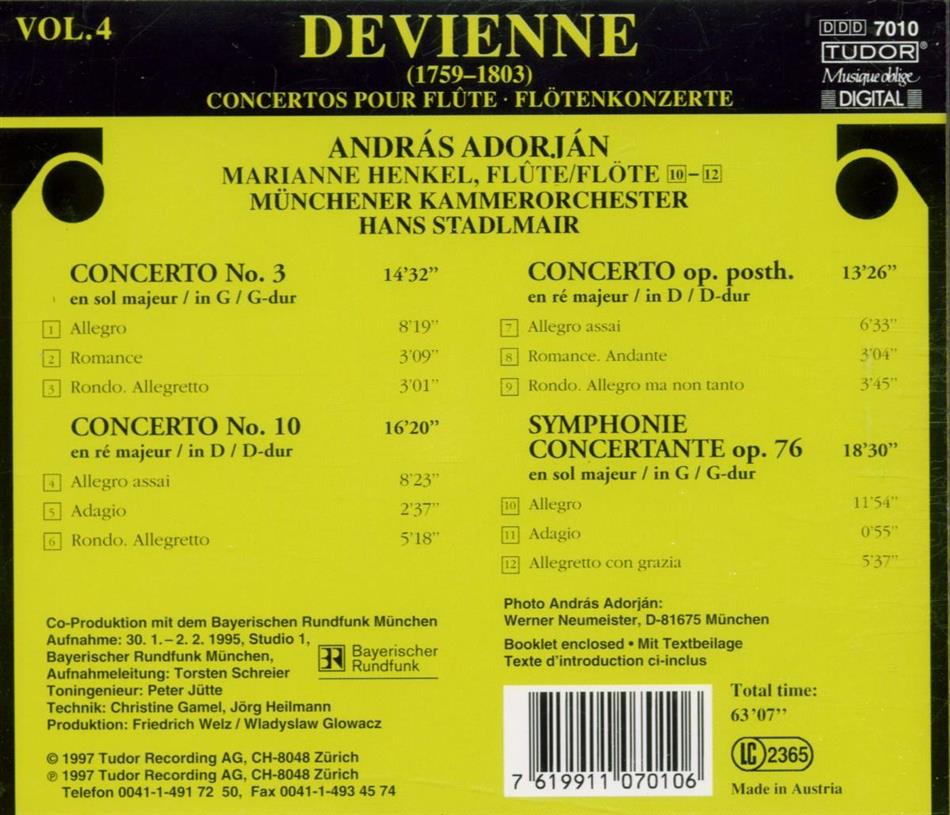 VOL.4
DEVIENNE
(1759–1803)
CONCERTOS POUR FLÛTE · FLÖTENKONZERTE
DDD 7010
TUDOR®
Musique oblige
DIGITAL
ANDRÁS ADORJÁN
MARIANNE HENKEL, FLÛTE/FLÖTE 10–12
MÜNCHENER KAMMERORCHESTER
HANS STADLMAIR
CONCERTO No. 3 14’32”
en sol majeur / in G / G-dur
1 Allegro 8’19”
2 Romance 3’09”
3 Rondo. Allegretto 3’01”
CONCERTO No. 10 16’20”
en ré majeur / in D / D-dur
4 Allegro assai 8’23”
5 Adagio 2’37”
6 Rondo. Allegretto 5’18”
CONCERTO op. posth. 13’26”
en ré majeur / in D / D-dur
7 Allegro assai 6’33”
8 Romance. Andante 3’04”
9 Rondo. Allegro ma non tanto 3’45”
SYMPHONIE
CONCERTANTE op. 76 18’30”
en sol majeur / in G / G-dur
10 Allegro 11’54”
11 Adagio 0’55”
12 Allegretto con grazia 5’37”
Co-Produktion mit dem Bayerischen Rundfunk München
Aufnahme: 30. 1. – 2. 2. 1995, Studio 1,
Bayerischer Rundfunk München,
Aufnahmeleitung: Torsten Schreier
Toningenieur: Peter Jütte
Technik: Christine Gamel, Jörg Heilmann
Produktion: Friedrich Welz / Wladyslaw Glowacz
Bayerischer
Rundfunk
© 1997 Tudor Recording AG, CH-8048 Zürich
℗ 1997 Tudor Recording AG, CH-8048 Zürich
Telefon 0041-1-491 72 50, Fax 0041-1-493 45 74
Photo András Adorján:
Werner Neumeister, D-81675 München
Booklet enclosed • Mit Textbeilage
Texte d’introduction ci-inclus
7 619911 070106
Total time:
63’07”
LC 2365
Made in Austria